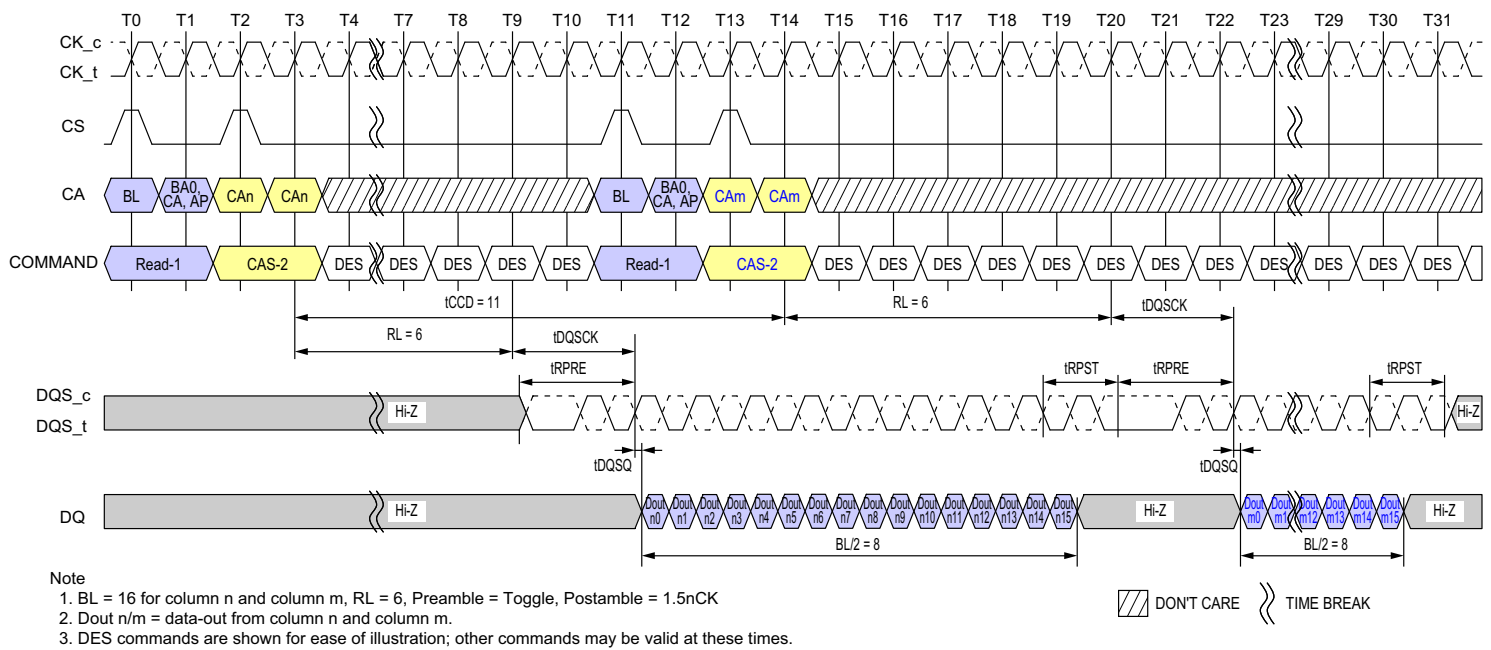 T0 T1 T2 T3 T4 T7 T8 T9 T10 T11 T12 T13 T14 T15 T16 T17 T18 T19 T20 T21 T22 T23 T29 T30 T31
CK_c
CK_t
CS
CA
BL
BA0,
CA, AP
CAn
CAn
BL
BA0,
CA, AP
CAm
CAm
COMMAND
Read-1 CAS-2 DES DES DES DES DES Read-1 CAS-2 DES DES DES DES DES DES DES DES DES DES DES DES
tCCD = 11
RL = 6
tDQSCK
RL = 6
tDQSCK
tRPRE
tRPST
tRPRE
tRPST
DQS_c
DQS_t
Hi-Z
Hi-Z
tDQSQ
tDQSQ
DQ
Hi-Z
Dout
n0
Dout
n1
Dout
n2
Dout
n3
Dout
n4
Dout
n5
Dout
n6
Dout
n7
Dout
n8
Dout
n9
Dout
n10
Dout
n11
Dout
n12
Dout
n13
Dout
n14
Dout
n15
Hi-Z
Dout
m0
Dout
m1
Dout
m12
Dout
m13
Dout
m14
Dout
m15
Hi-Z
BL/2 = 8
BL/2 = 8
Note
1. BL = 16 for column n and column m, RL = 6, Preamble = Toggle, Postamble = 1.5nCK
2. Dout n/m = data-out from column n and column m.
3. DES commands are shown for ease of illustration; other commands may be valid at these times.
DON'T CARE
TIME BREAK